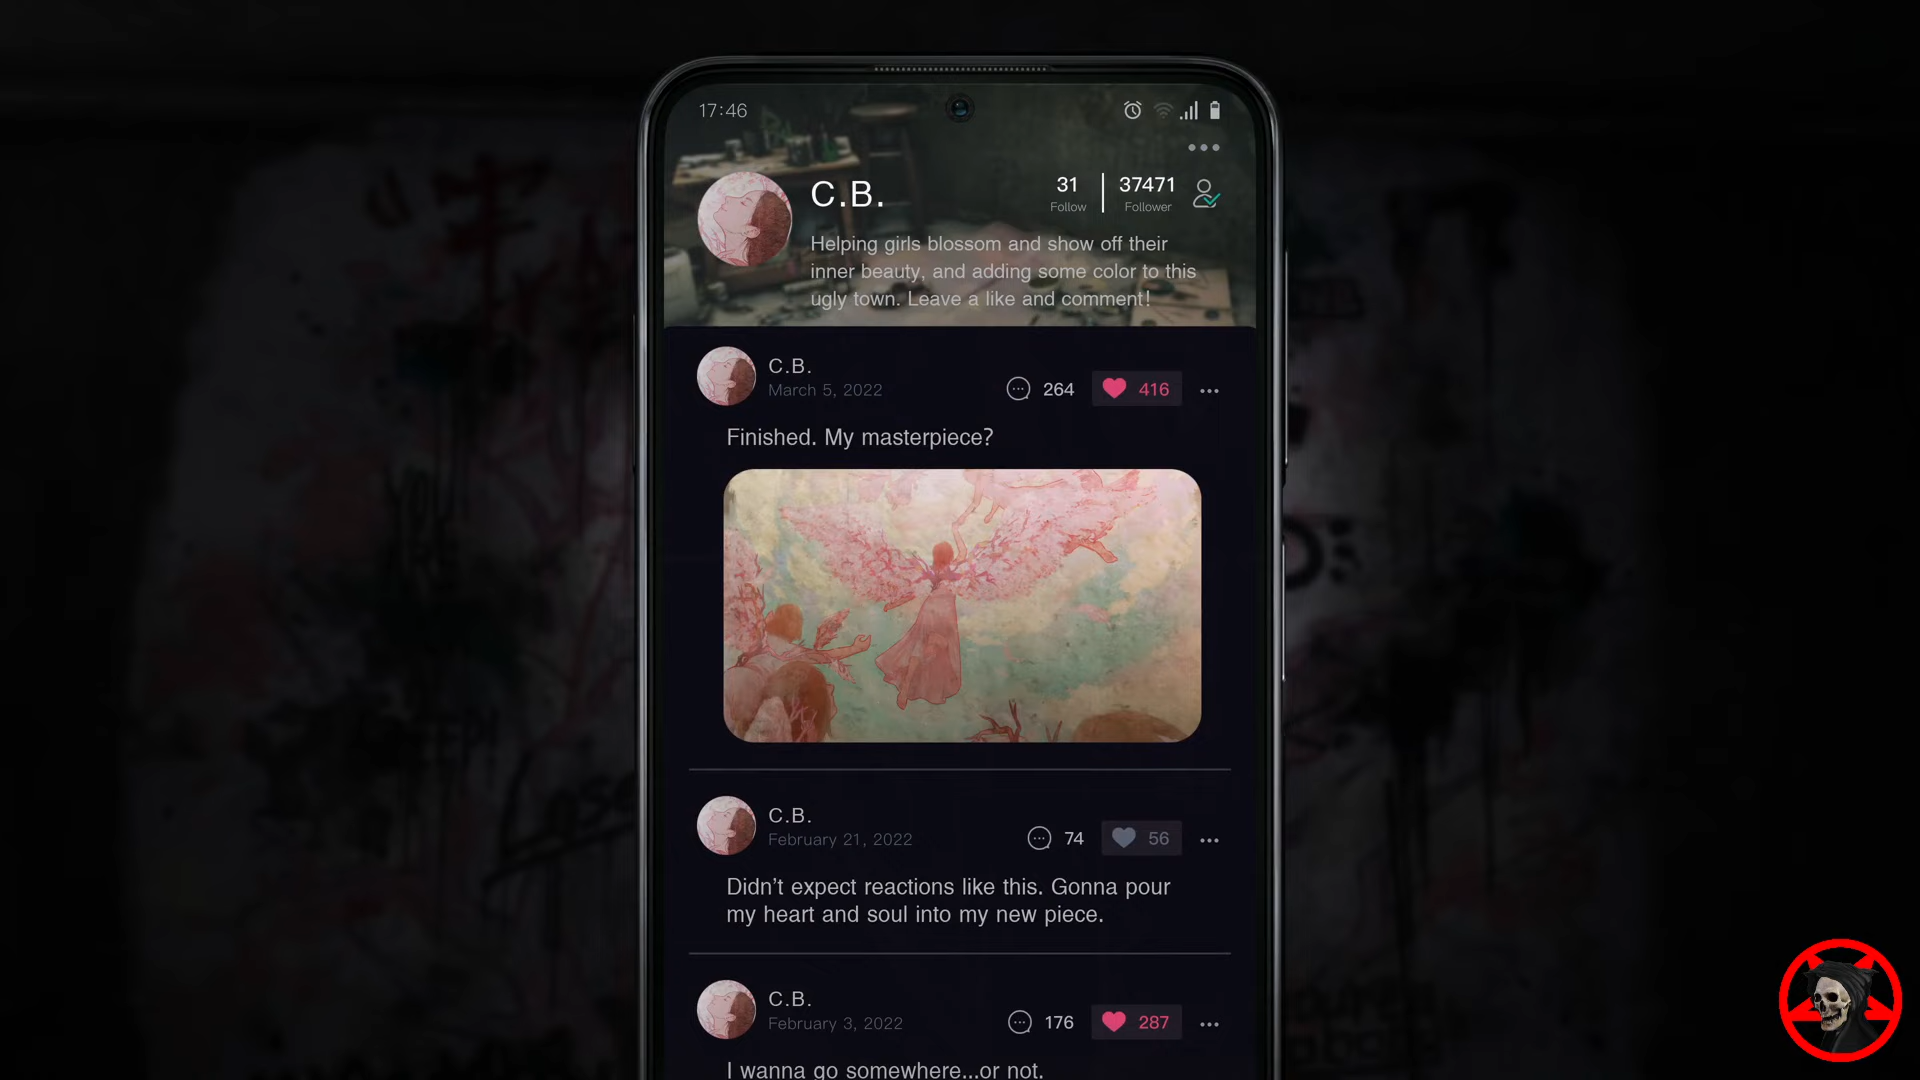 17:46
C.B.
31
Follow
37471
Follower
Helping girls blossom and show off their
inner beauty, and adding some color to this
ugly town. Leave a like and comment!
C.B.
March 5, 2022
264
416
Finished. My masterpiece?
C.B.
February 21, 2022
74
56
Didn't expect reactions like this. Gonna pour
my heart and soul into my new piece.
C.B.
February 3, 2022
176
287
I wanna go somewhere...or not.